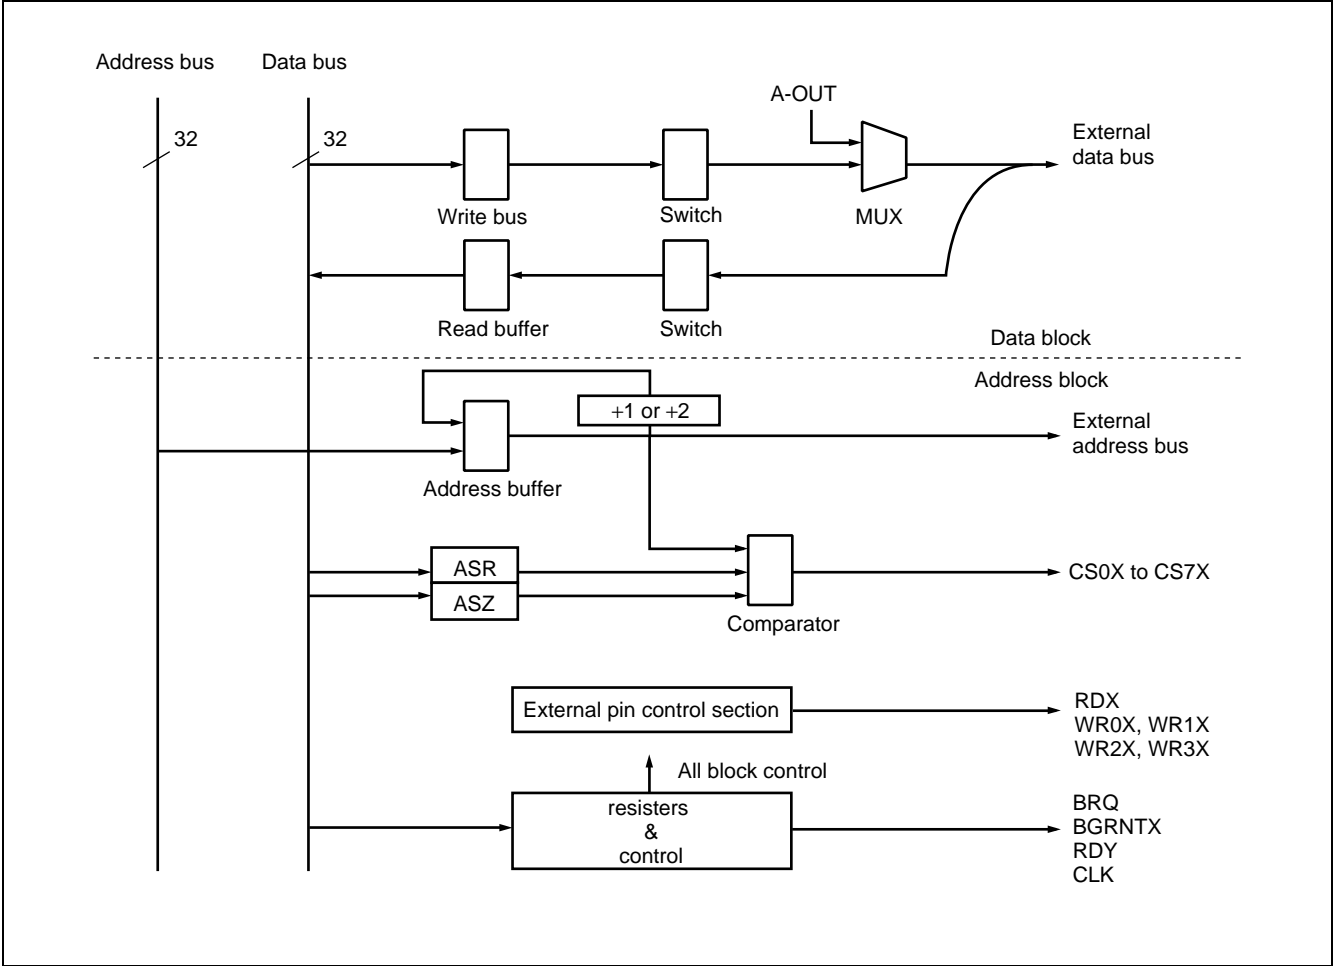 Address bus
Data bus
32
32
A-OUT
External
data bus
Write bus
Switch
MUX
Read buffer
Switch
Data block
Address block
+1 or +2
External
address bus
Address buffer
ASR
ASZ
CS0X to CS7X
Comparator
External pin control section
RDX
WR0X, WR1X
WR2X, WR3X
All block control
resisters
&
control
BRQ
BGRNTX
RDY
CLK